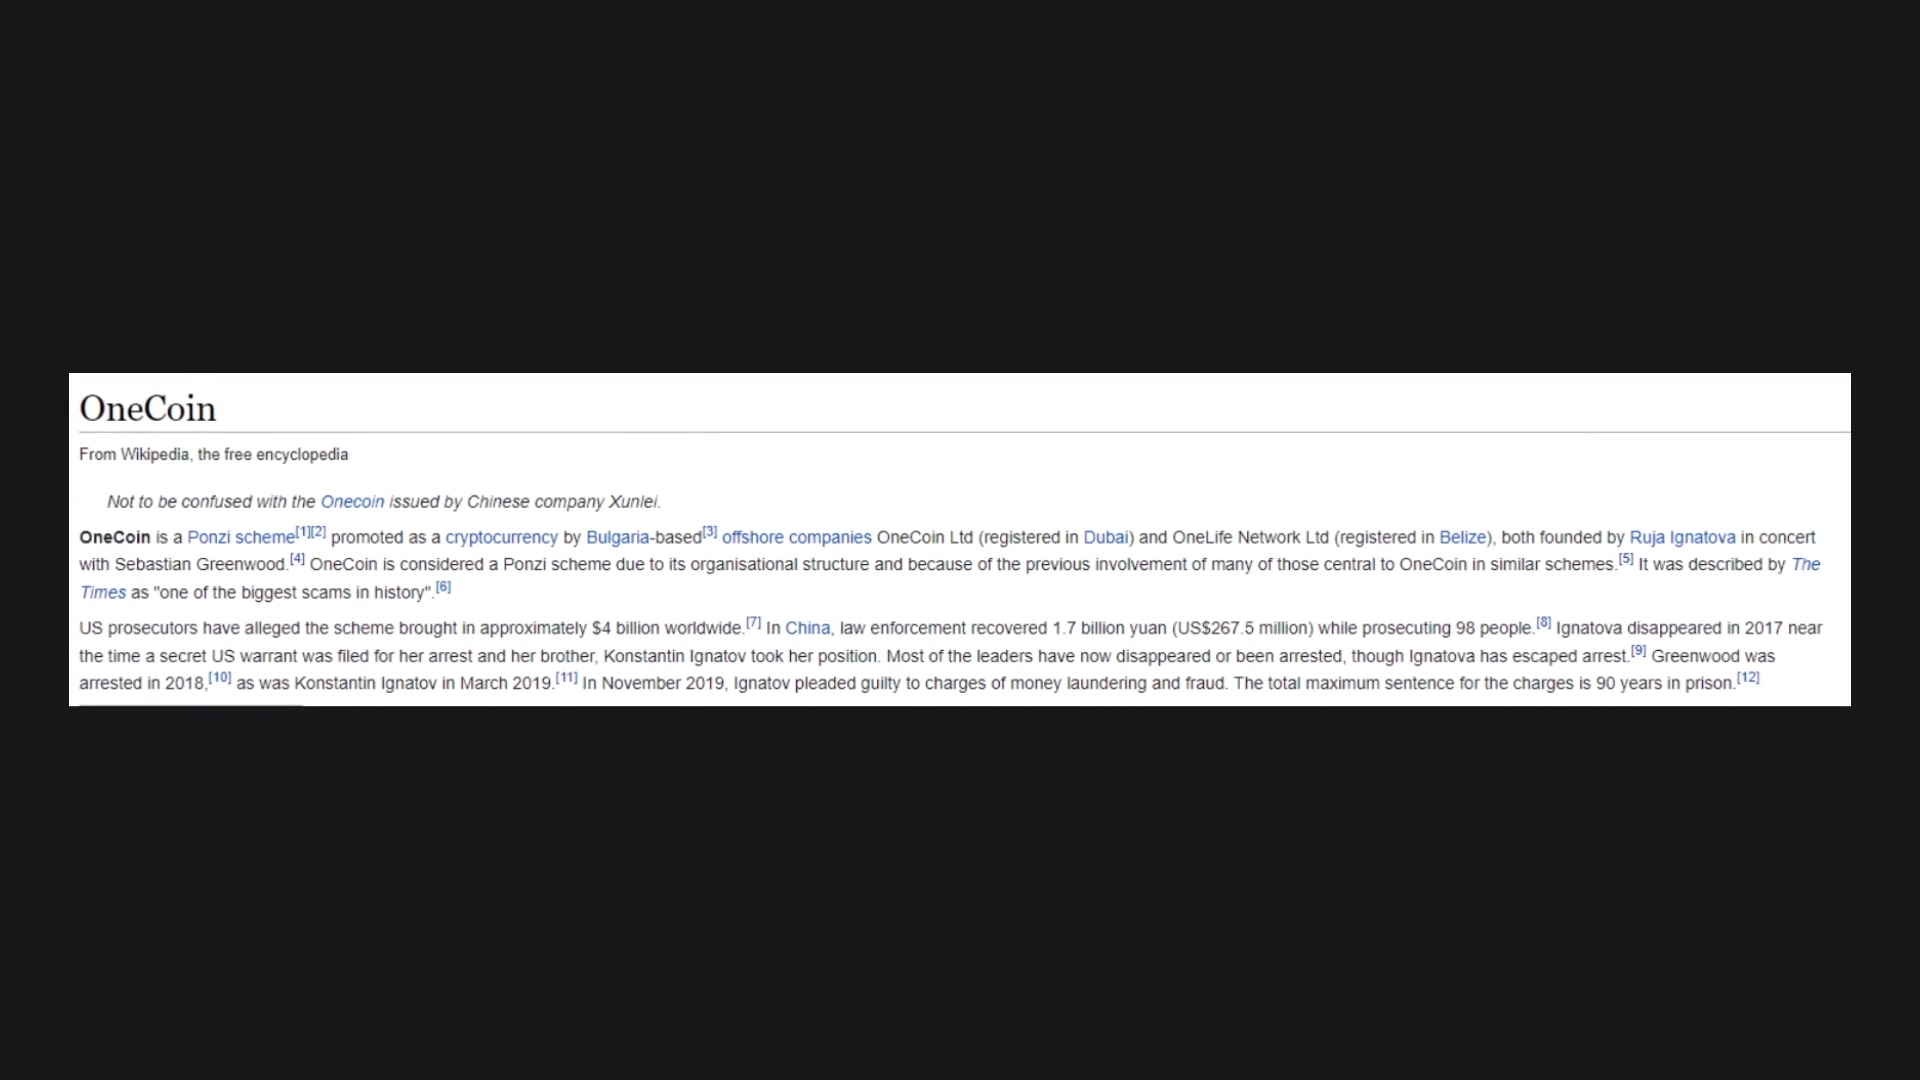 OneCoin
From Wikipedia, the free encyclopedia
Not to be confused with the Onecoin issued by Chinese company Xunlei.
OneCoin is a Ponzi scheme[1][2] promoted as a cryptocurrency by Bulgaria-based[3] offshore companies OneCoin Ltd (registered in Dubai) and OneLife Network Ltd (registered in Belize), both founded by Ruja Ignatova in concert
with Sebastian Greenwood.[4] OneCoin is considered a Ponzi scheme due to its organisational structure and because of the previous involvement of many of those central to OneCoin in similar schemes.[5] It was described by The
Times as "one of the biggest scams in history".[6]
US prosecutors have alleged the scheme brought in approximately $4 billion worldwide.[7] In China, law enforcement recovered 1.7 billion yuan (US$267.5 million) while prosecuting 98 people.[8] Ignatova disappeared in 2017 near
the time a secret US warrant was filed for her arrest and her brother, Konstantin Ignatov took her position. Most of the leaders have now disappeared or been arrested, though Ignatova has escaped arrest.[9] Greenwood was
arrested in 2018,[10] as was Konstantin Ignatov in March 2019.[11] In November 2019, Ignatov pleaded guilty to charges of money laundering and fraud. The total maximum sentence for the charges is 90 years in prison.[12]